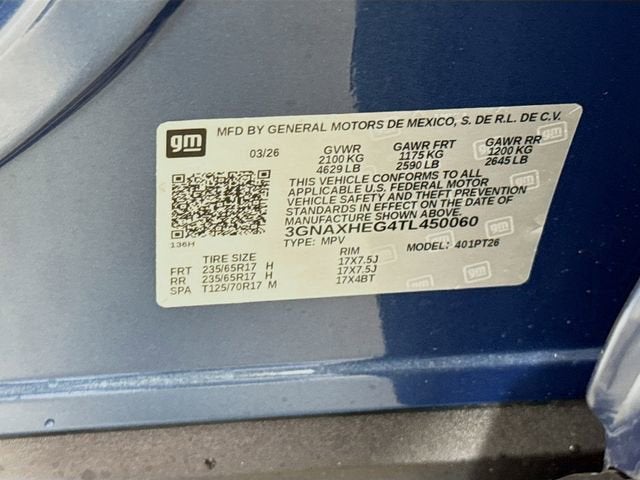 gm
MFD BY GENERAL MOTORS DE MEXICO, S. DE R.L. DE C.V.
03/26 GVWR GAWR FRT GAWR RR
2100 KG 1175 KG 1200 KG
4629 LB 2590 LB 2645 LB
THIS VEHICLE CONFORMS TO ALL
APPLICABLE U.S. FEDERAL MOTOR
VEHICLE SAFETY AND THEFT PREVENTION
STANDARDS IN EFFECT ON THE DATE OF
MANUFACTURE SHOWN ABOVE.
3GNAXHEG4TL450060
136H
TYPE: MPV MODEL: 401PT26
TIRE SIZE RIM
FRT 235/65R17 H 17X7.5J
RR 235/65R17 H 17X7.5J
SPA T125/70R17 M 17X4BT